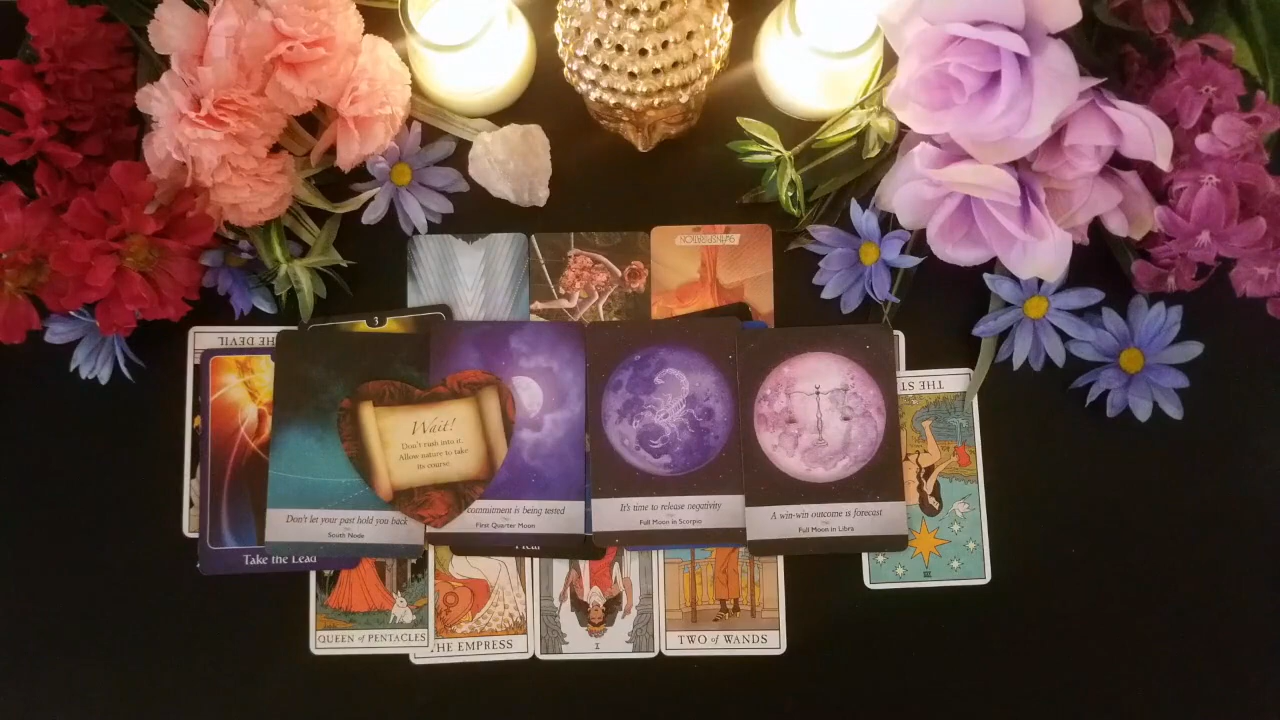 INSPIRATION
3
THE DEVIL
THE ST
Wait!
Don't rush into it.
Allow nature to take
its course.
Don't let your past hold you back
South Node
commitment is being tested
First Quarter Moon
It's time to release negativity
Full Moon in Scorpio
A win-win outcome is forecast
Full Moon in Libra
Take the Lead
QUEEN of PENTACLES
HE EMPRESS
I
TWO of WANDS